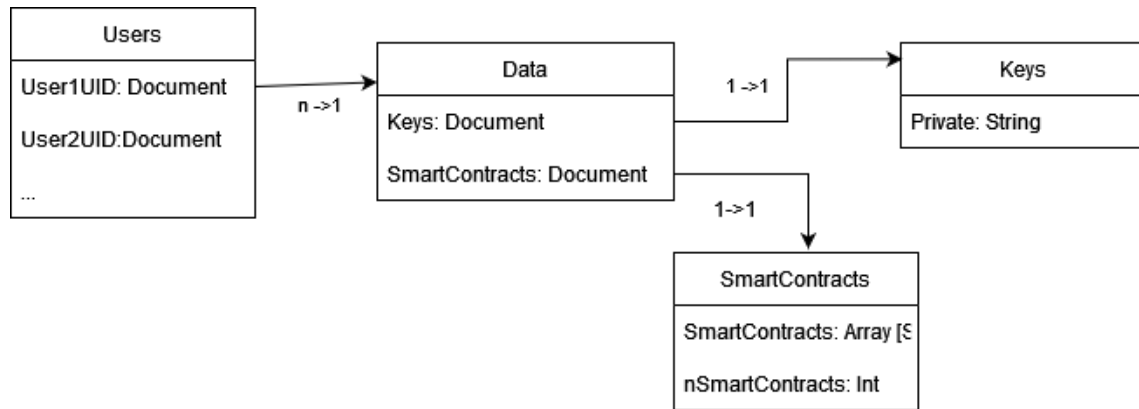 Users
User1UID: Document
User2UID:Document
...
n ->1
Data
Keys: Document
SmartContracts: Document
1 ->1
Keys
Private: String
1->1
SmartContracts
SmartContracts: Array [S
nSmartContracts: Int